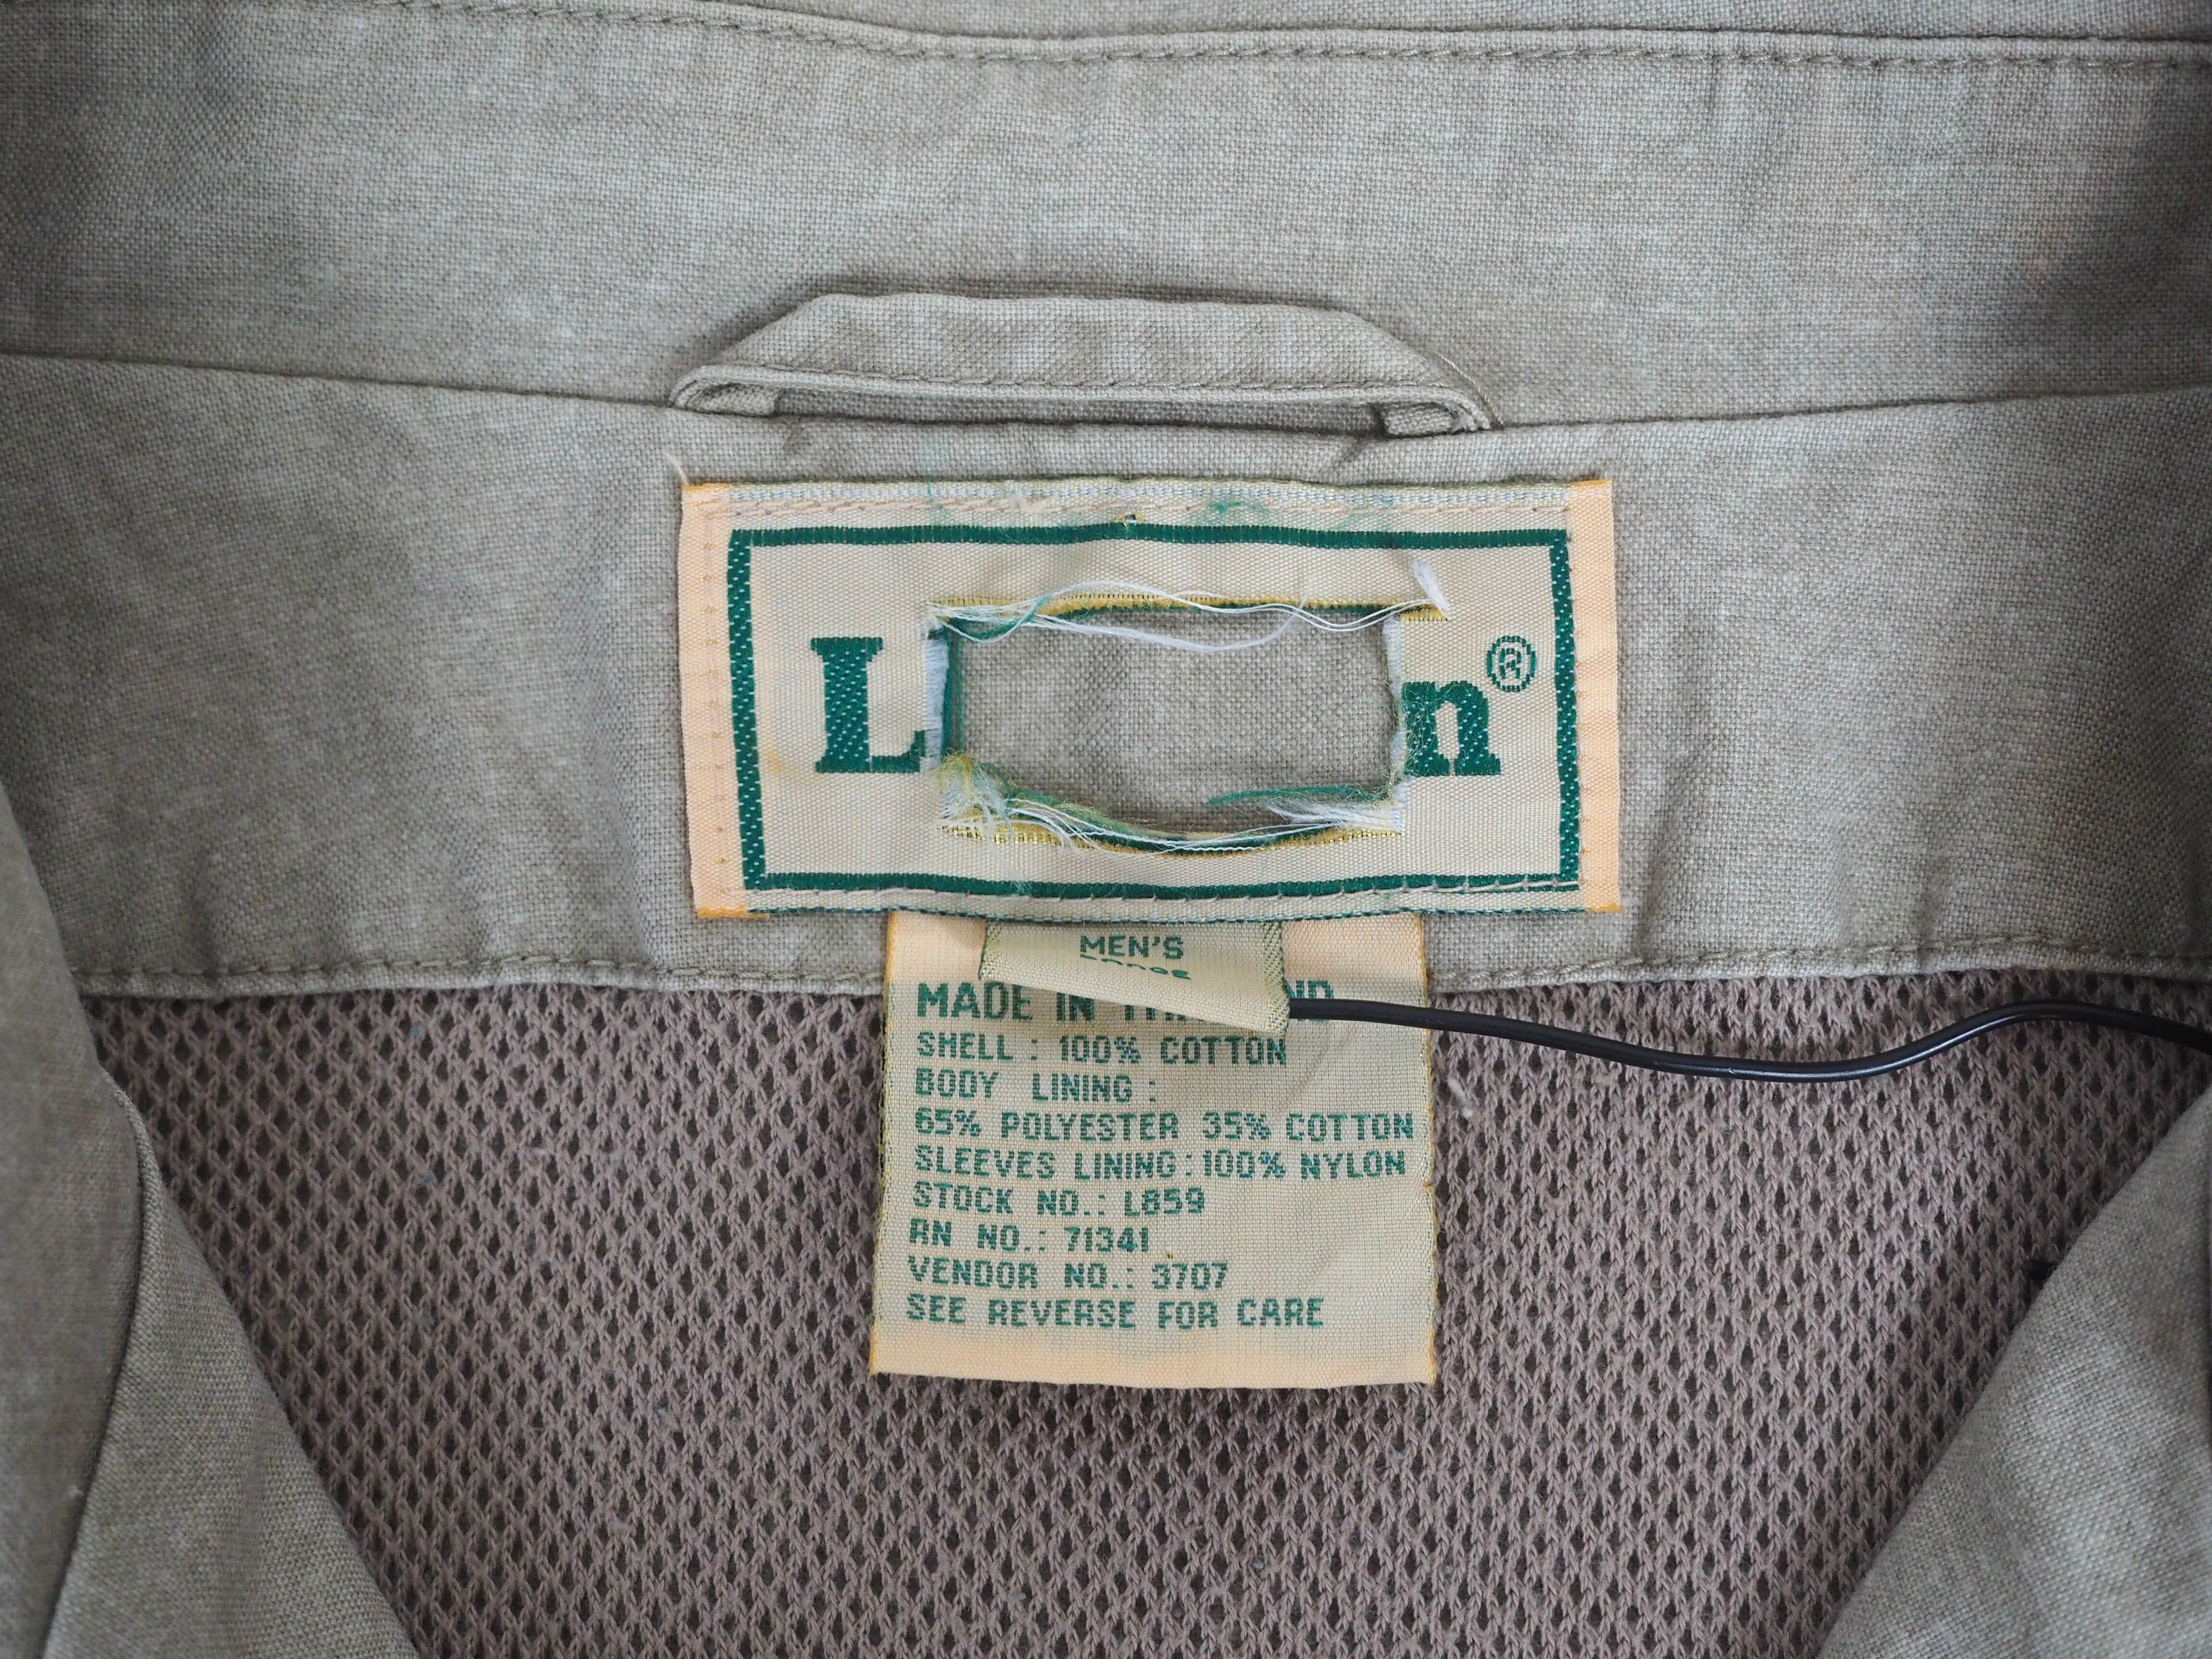 L n®
MEN'S
MADE IN
SHELL : 100% COTTON
BODY LINING :
65% POLYESTER 35% COTTON
SLEEVES LINING : 100% NYLON
STOCK NO.: L859
RN NO.: 71341
VENDOR NO.: 3707
SEE REVERSE FOR CARE